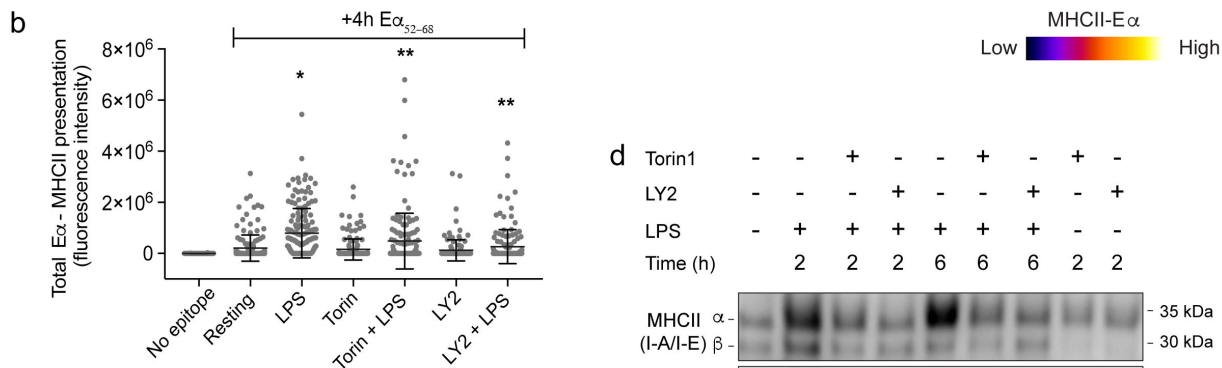 b
+4h Eα52–68
Total Eα - MHCII presentation
(fluorescence intensity)
8×10⁶
6×10⁶
4×10⁶
2×10⁶
0
*
**
**
No epitope
Resting
LPS
Torin
Torin + LPS
LY2
LY2 + LPS
MHCII-Eα
Low High
d
Torin1 - - + - - + - + -
LY2 - - - + - - + - +
LPS - + + + + + + - -
Time (h) 2 2 2 6 6 6 2 2
MHCII α - - 35 kDa
(I-A/I-E) β - - 30 kDa